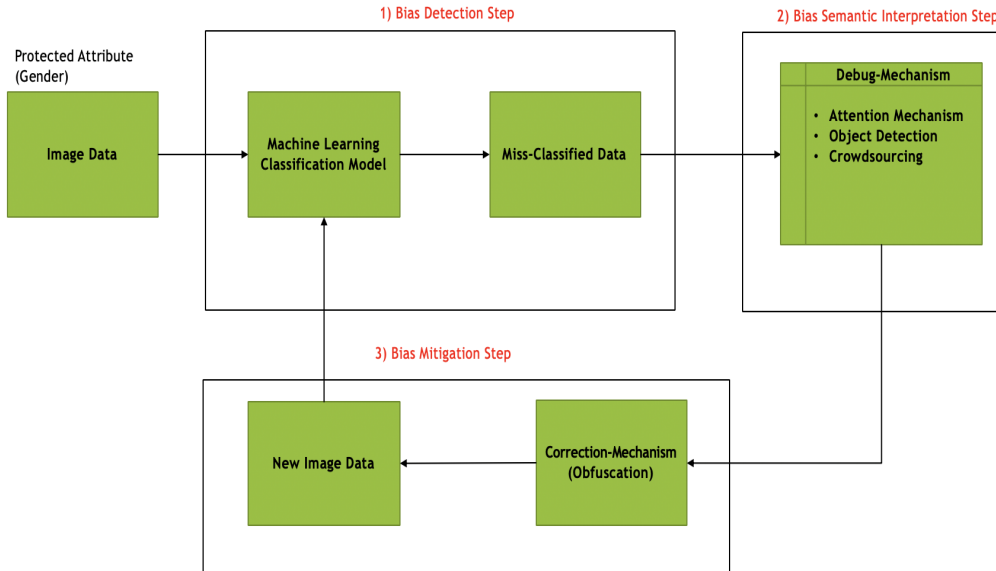 1) Bias Detection Step
2) Bias Semantic Interpretation Step
Protected Attribute
(Gender)
Image Data
Machine Learning
Classification Model
Miss-Classified Data
Debug-Mechanism
• Attention Mechanism
• Object Detection
• Crowdsourcing
3) Bias Mitigation Step
New Image Data
Correction-Mechanism
(Obfuscation)